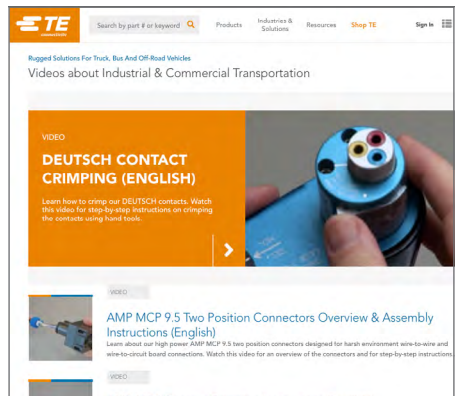 TE
connectivity
Search by part # or keyword
Products
Industries &
Solutions
Resources
Shop TE
Sign In
Rugged Solutions For Truck, Bus And Off-Road Vehicles
Videos about Industrial & Commercial Transportation
VIDEO
DEUTSCH CONTACT
CRIMPING (ENGLISH)
Learn how to crimp our DEUTSCH contacts. Watch
this video for step-by-step instructions on crimping
the contacts using hand tools.
VIDEO
AMP MCP 9.5 Two Position Connectors Overview & Assembly
Instructions (English)
Learn about our high power AMP MCP 9.5 two position connectors designed for harsh environment wire-to-wire and
wire-to-circuit board connections. Watch this video for an overview of the connectors and for step-by-step instructions.
VIDEO